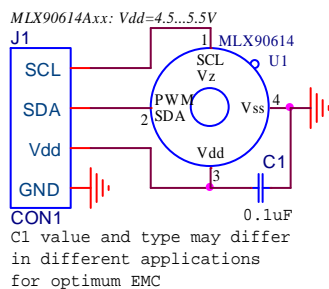 MLX90614Axx: Vdd=4.5...5.5V
J1
SCL
SDA
Vdd
GND
CON1
1
MLX90614
U1
SCL
Vz
PWM
SDA
2
Vss
4
Vdd
3
C1
0.1uF
C1 value and type may differ
in different applications
for optimum EMC